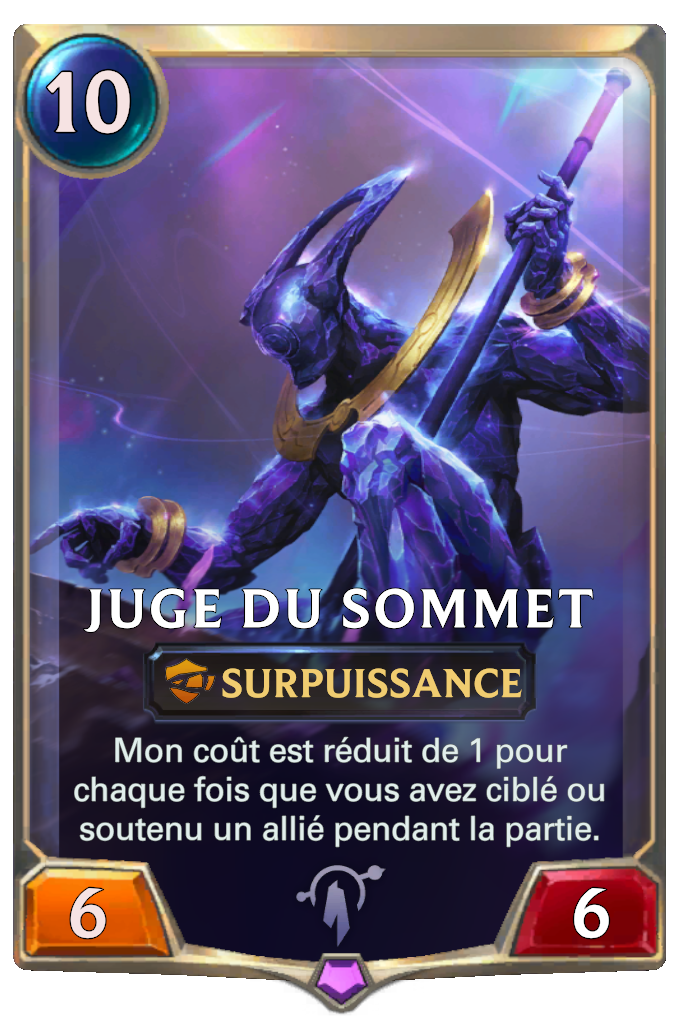 10
JUGE DU SOMMET
SURPUISSANCE
Mon coût est réduit de 1 pour
chaque fois que vous avez ciblé ou
soutenu un allié pendant la partie.
6 6